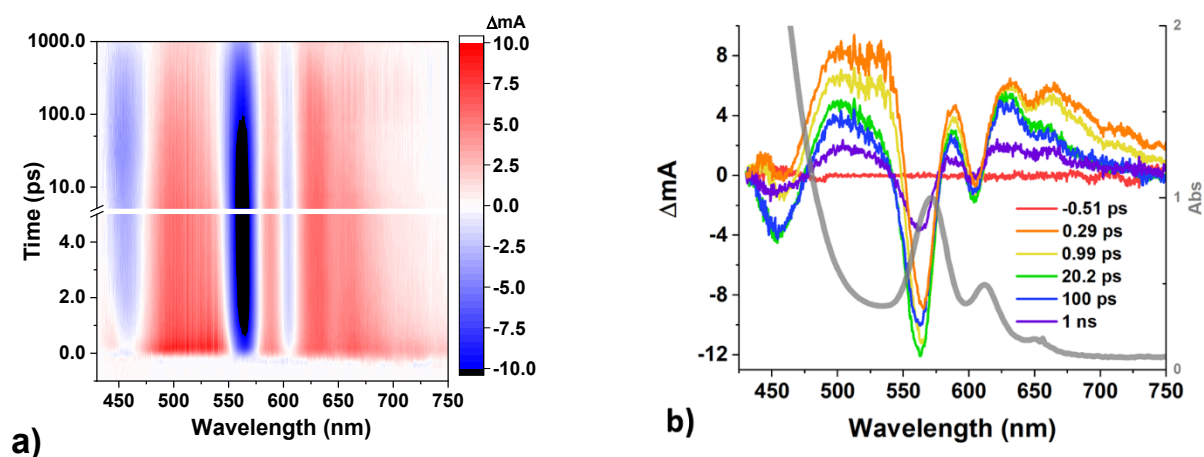 ΔmA
1000.0
100.0
10.0
4.0
2.0
0.0
Time (ps)
450 500 550 600 650 700 750
Wavelength (nm)
10.0
7.5
5.0
2.5
0.0
-2.5
-5.0
-7.5
-10.0
a)
8
4
0
-4
-8
-12
ΔmA
-0.51 ps
0.29 ps
0.99 ps
20.2 ps
100 ps
1 ns
2
1
0
Abs
450 500 550 600 650 700 750
Wavelength (nm)
b)